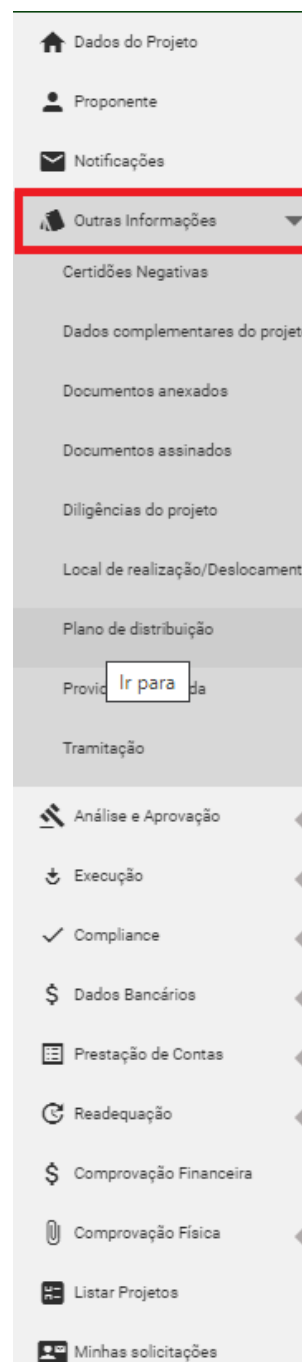 Dados do Projeto
Proponente
Notificações
Outras Informações
Certidões Negativas
Dados complementares do projet
Documentos anexados
Documentos assinados
Diligências do projeto
Local de realização/Deslocament
Plano de distribuição
Ir para
Provid da
Tramitação
Análise e Aprovação
Execução
Compliance
Dados Bancários
Prestação de Contas
Readequação
Comprovação Financeira
Comprovação Física
Listar Projetos
Minhas solicitações